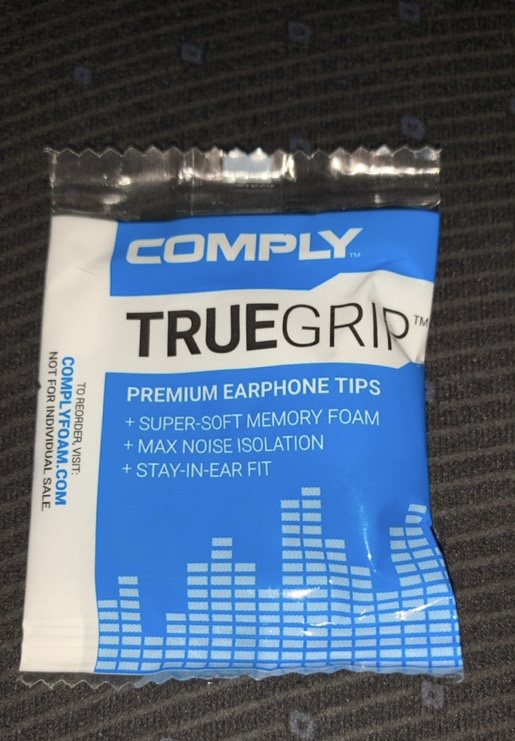 COMPLY™
TRUEGRIP™
PREMIUM EARPHONE TIPS
+ SUPER-SOFT MEMORY FOAM
+ MAX NOISE ISOLATION
+ STAY-IN-EAR FIT
TO REORDER, VISIT:
COMPLYFOAM.COM
NOT FOR INDIVIDUAL SALE.